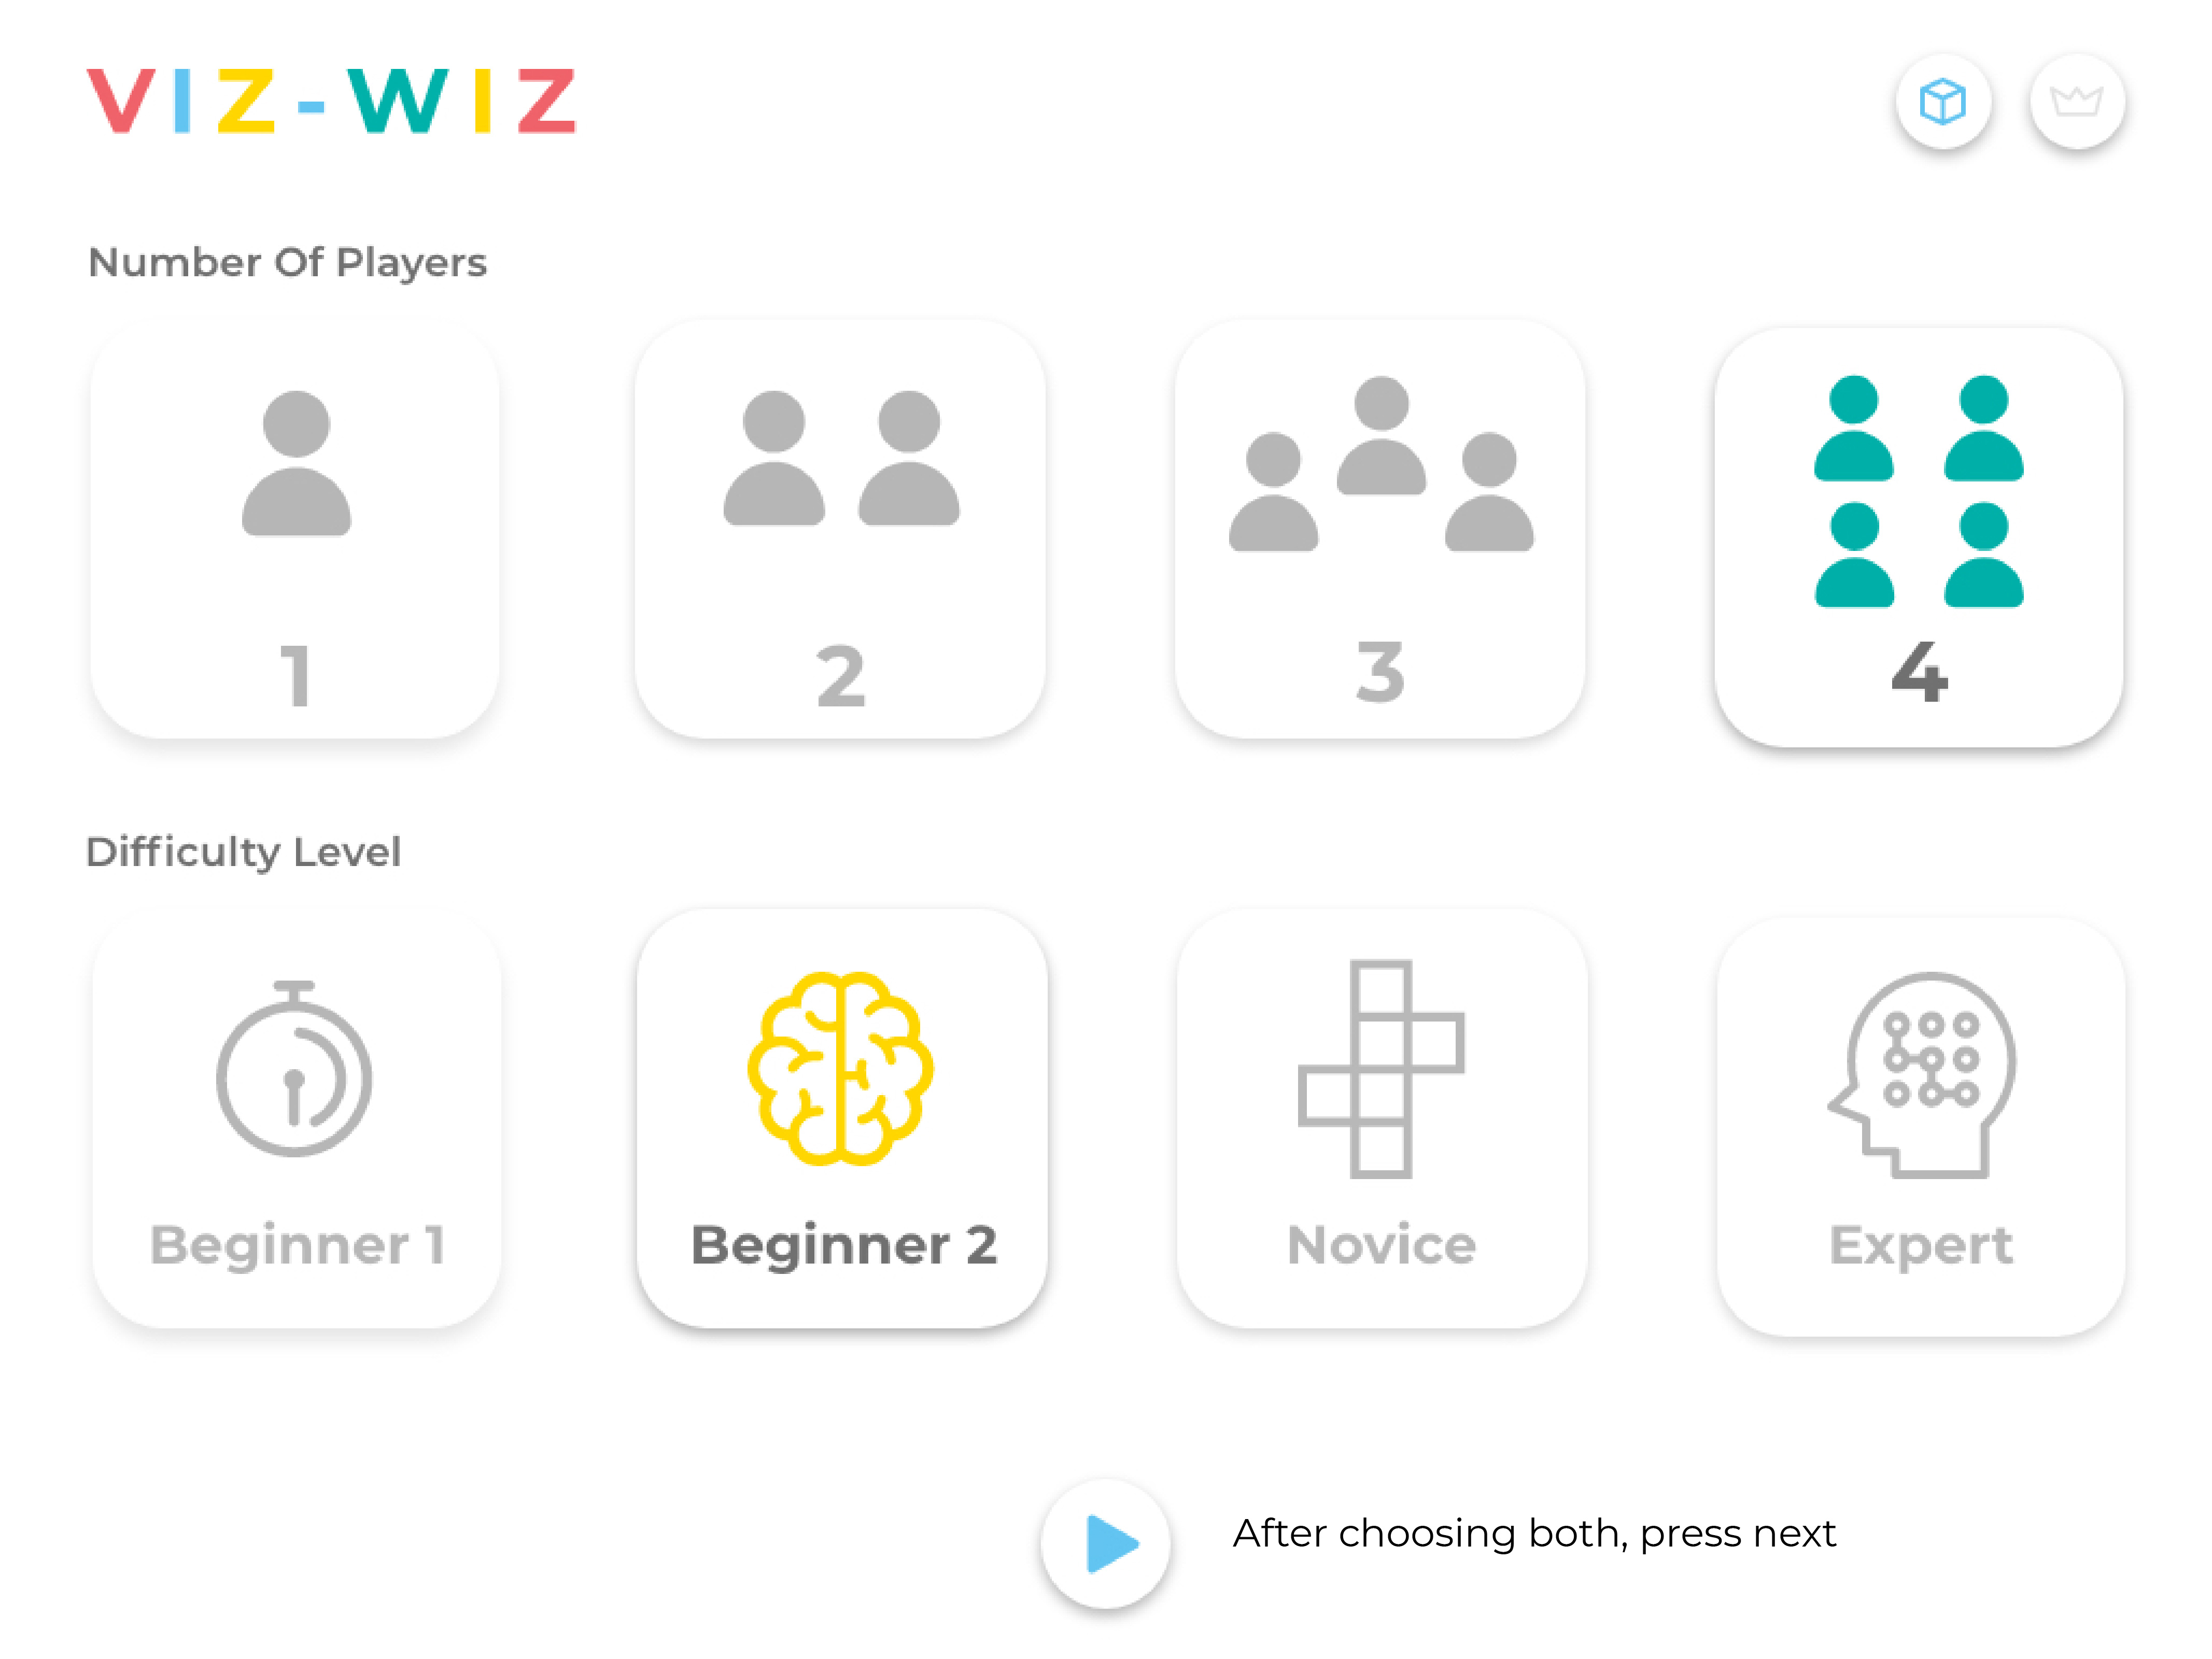 VIZ-WIZ
Number Of Players
1
2
3
4
Difficulty Level
Beginner 1
Beginner 2
Novice
Expert
After choosing both, press next